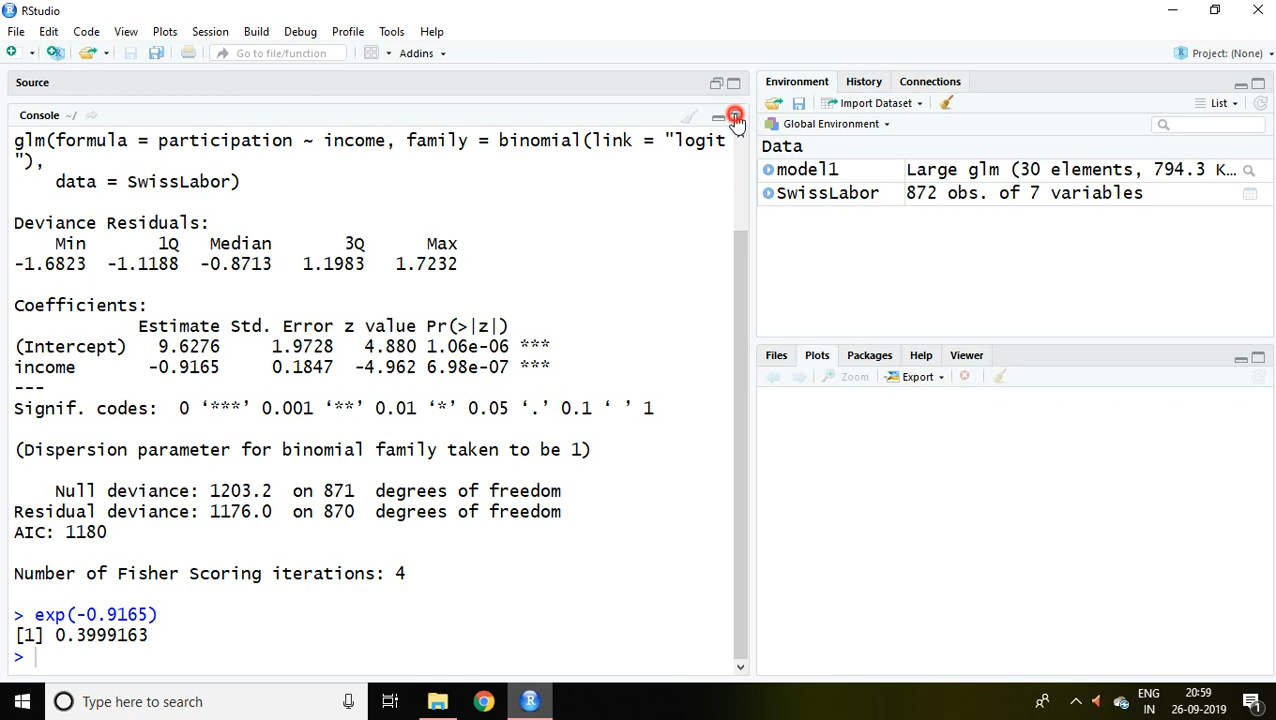 RStudio
File Edit Code View Plots Session Build Debug Profile Tools Help
Go to file/function Addins Project: (None)
Source
Console ~/
glm(formula = participation ~ income, family = binomial(link = "logit
"),
    data = SwissLabor)
Deviance Residuals:
    Min       1Q   Median       3Q      Max
-1.6823  -1.1188  -0.8713   1.1983   1.7232
Coefficients:
            Estimate Std. Error z value Pr(>|z|)
(Intercept)   9.6276     1.9728   4.880 1.06e-06 ***
income       -0.9165     0.1847  -4.962 6.98e-07 ***
---
Signif. codes:  0 ‘***’ 0.001 ‘**’ 0.01 ‘*’ 0.05 ‘.’ 0.1 ‘ ’ 1
(Dispersion parameter for binomial family taken to be 1)
    Null deviance: 1203.2  on 871  degrees of freedom
Residual deviance: 1176.0  on 870  degrees of freedom
AIC: 1180
Number of Fisher Scoring iterations: 4
> exp(-0.9165)
[1] 0.3999163
>
Environment History Connections
Import Dataset List
Global Environment
Data
model1 Large glm (30 elements, 794.3 K…
SwissLabor 872 obs. of 7 variables
Files Plots Packages Help Viewer
Zoom Export
Type here to search
ENG
IN
20:59
26-09-2019
1